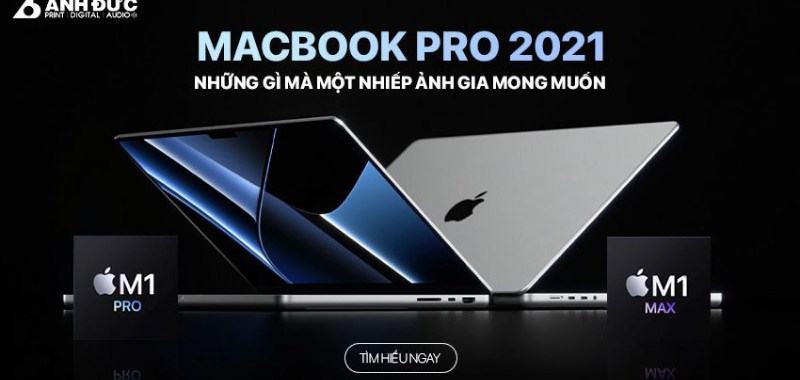 ANH ĐỨC
PRINT | DIGITAL | AUDIO
MACBOOK PRO 2021
NHỮNG GÌ MÀ MỘT NHIẾP ẢNH GIA MONG MUỐN
M1
PRO
M1
MAX
TÌM HIỂU NGAY